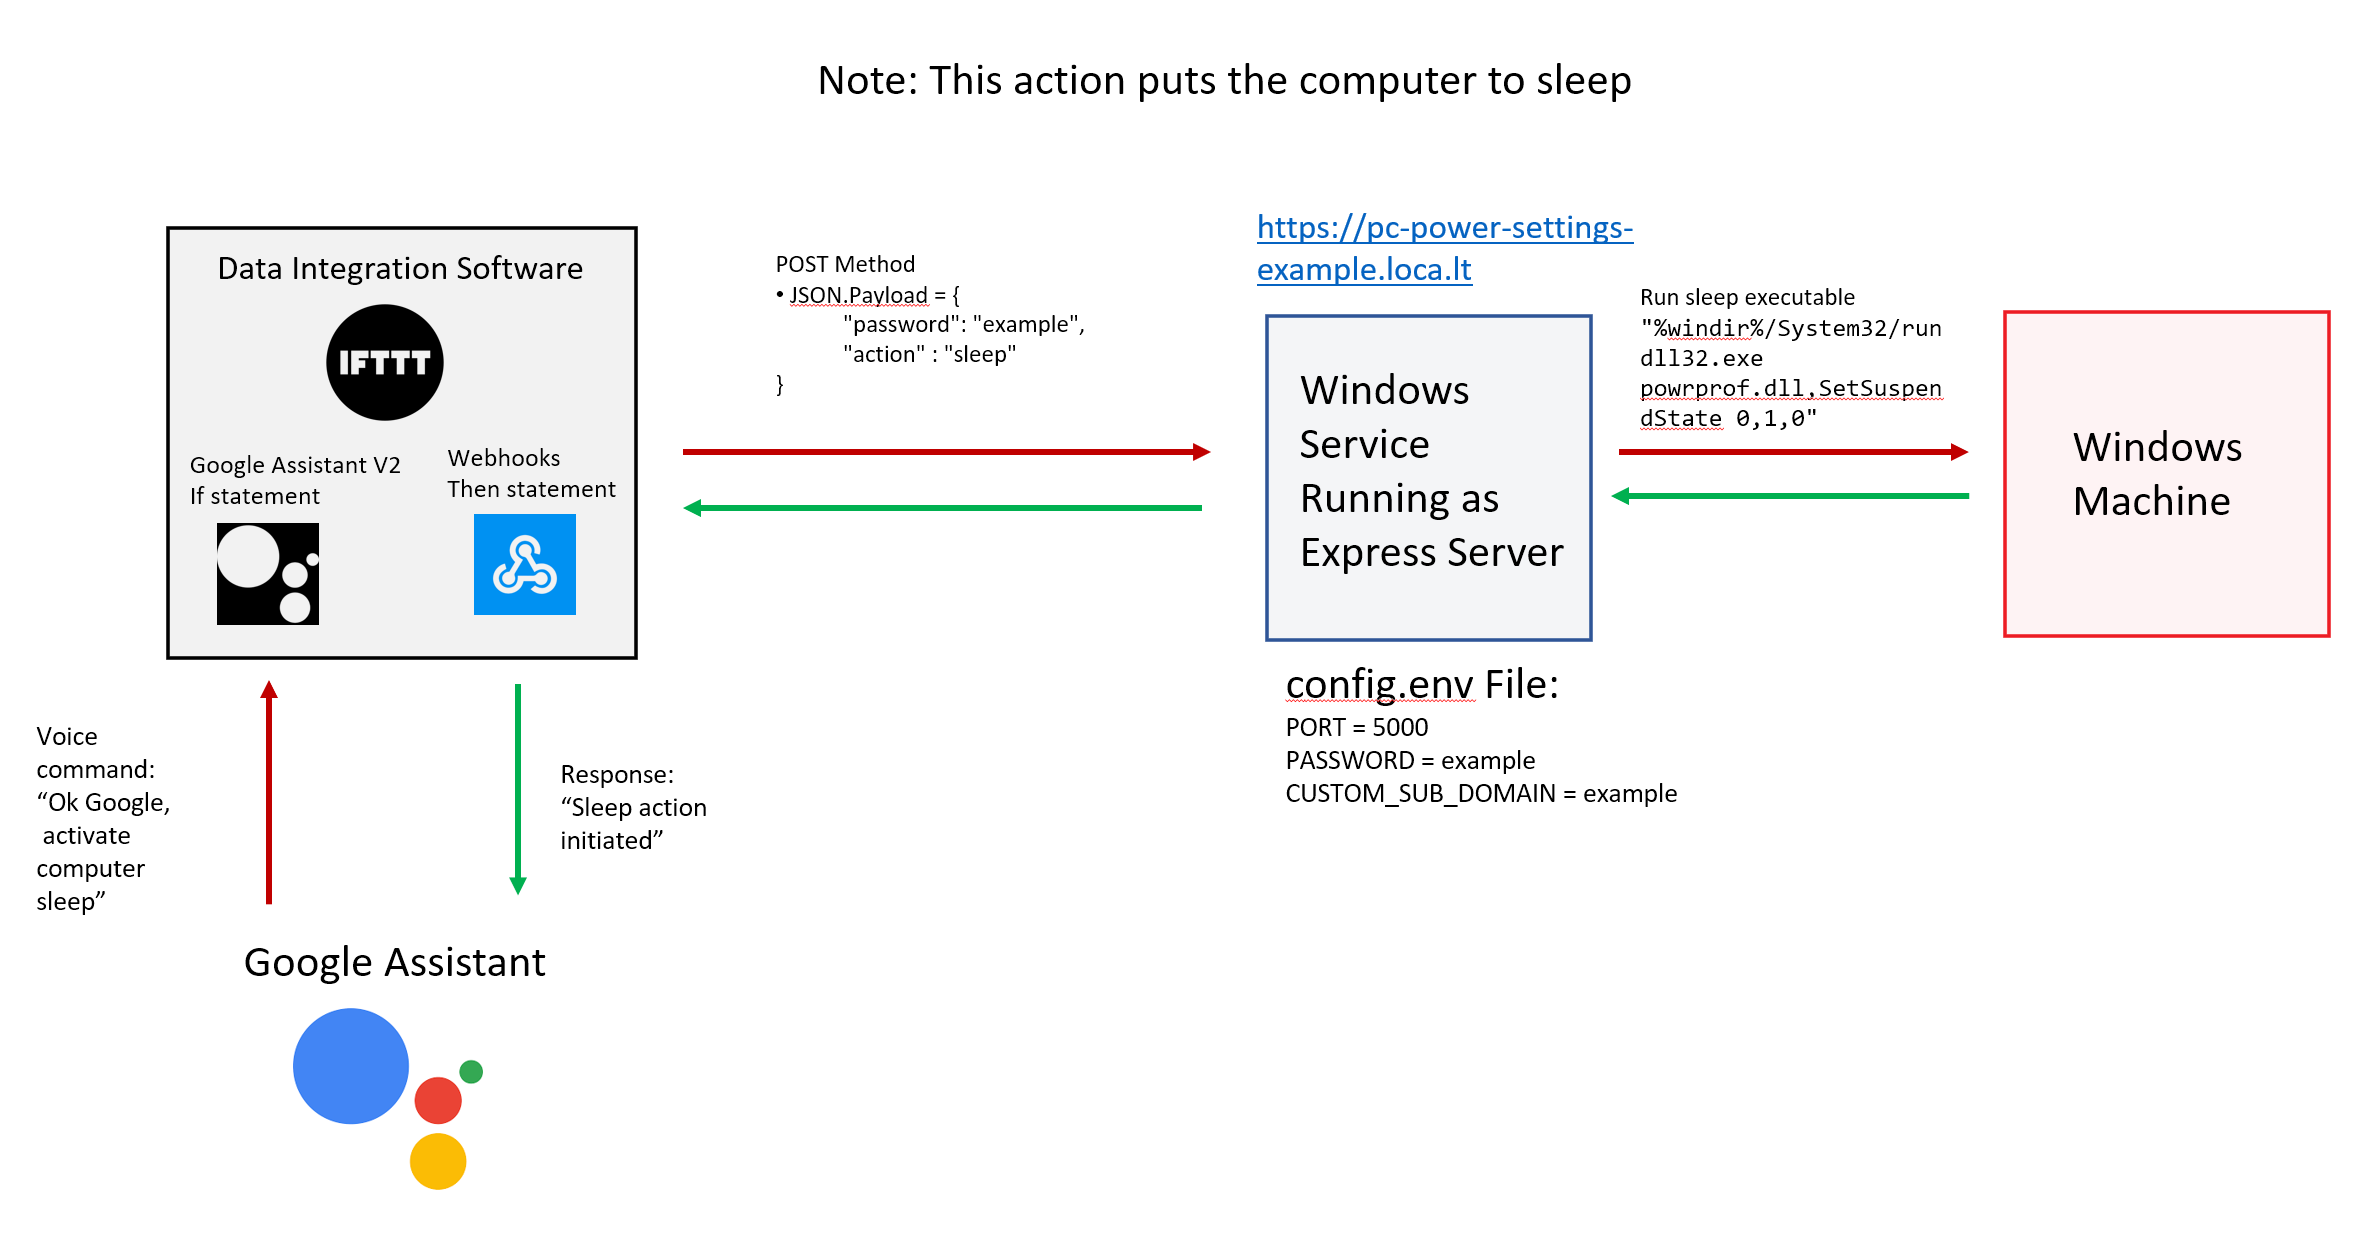 Note: This action puts the computer to sleep
Data Integration Software
IFTTT
Google Assistant V2
If statement
Webhooks
Then statement
POST Method
• JSON.Payload = {
"password": "example",
"action" : "sleep"
}
https://pc-power-settings-
example.loca.lt
Windows
Service
Running as
Express Server
Run sleep executable
"%windir%/System32/run
dll32.exe
powrprof.dll,SetSuspen
dState 0,1,0"
Windows
Machine
config.env File:
PORT = 5000
PASSWORD = example
CUSTOM_SUB_DOMAIN = example
Voice
command:
“Ok Google,
activate
computer
sleep”
Response:
“Sleep action
initiated”
Google Assistant